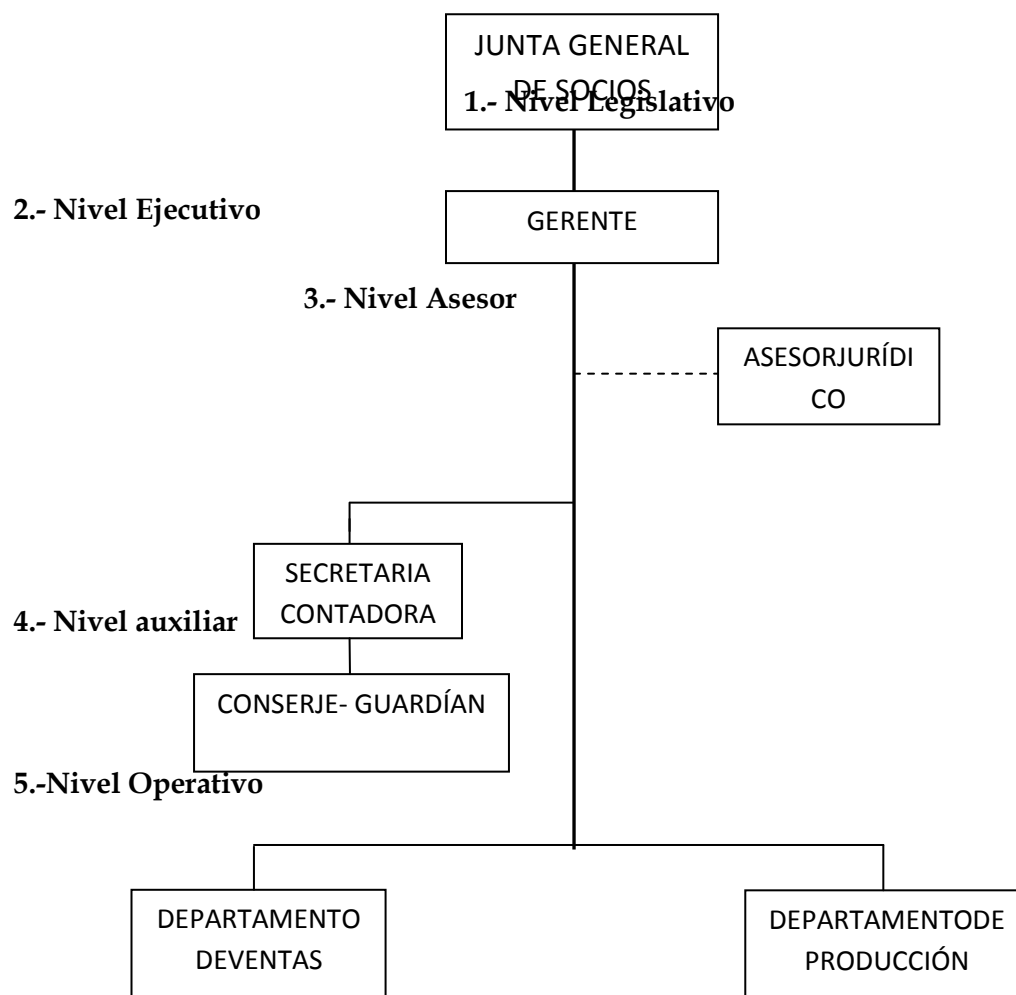 JUNTA GENERAL
DE SOCIOS
1.- Nivel Legislativo
2.- Nivel Ejecutivo
GERENTE
3.- Nivel Asesor
ASESORJURÍDI
CO
SECRETARIA
CONTADORA
4.- Nivel auxiliar
CONSERJE- GUARDÍAN
5.-Nivel Operativo
DEPARTAMENTO
DEVENTAS
DEPARTAMENTODE
PRODUCCIÓN